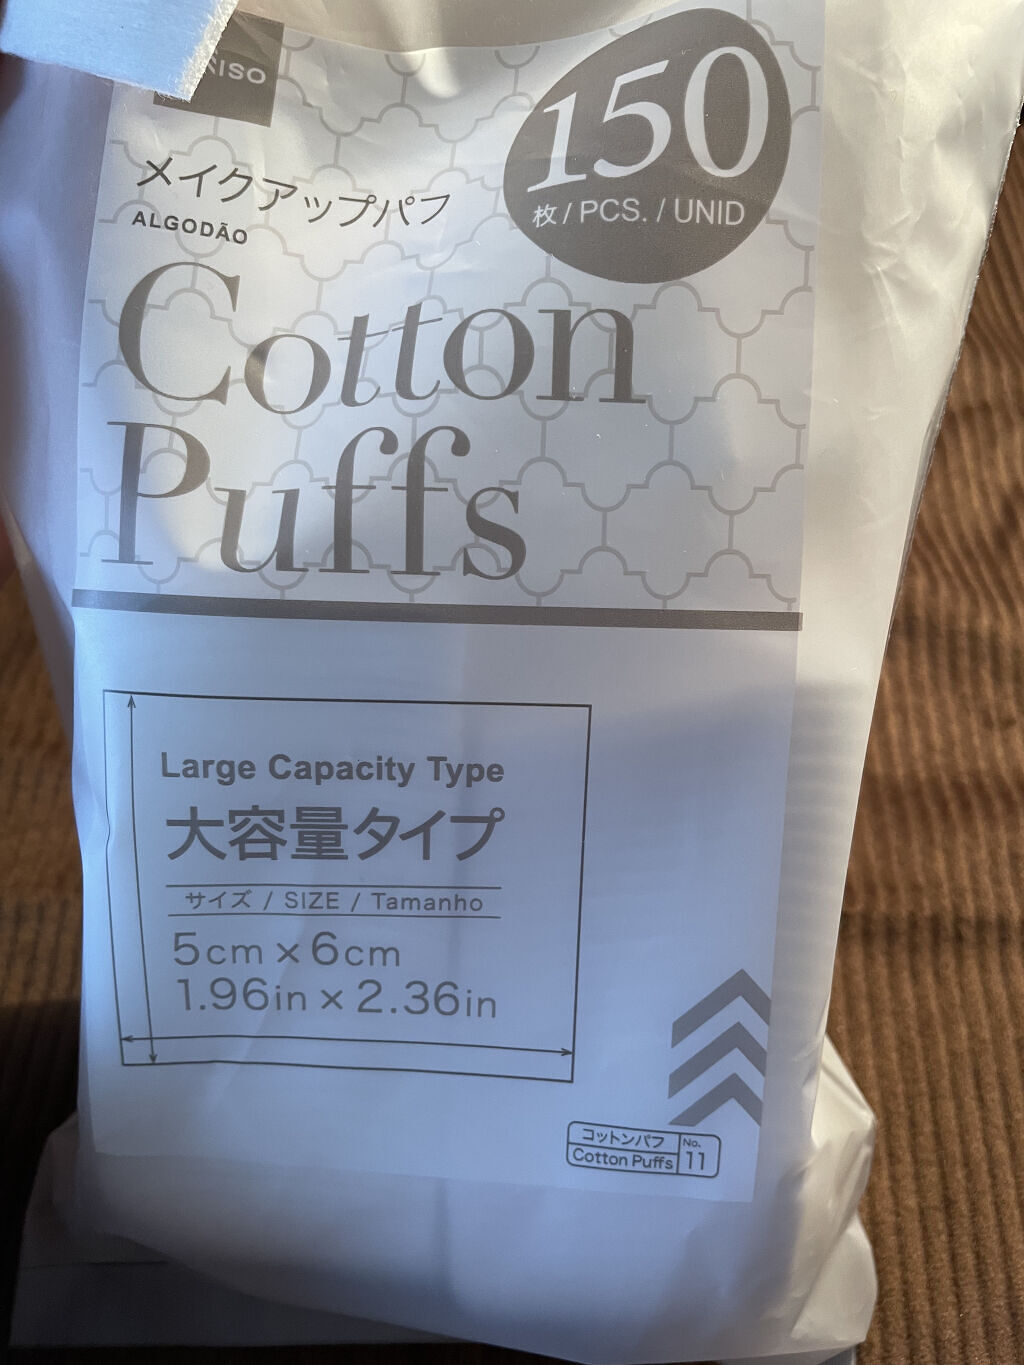 150
枚 / PCS. / UNID
メイクアップパフ
ALGODÃO
Cotton
Puffs
Large Capacity Type
大容量タイプ
サイズ / SIZE / Tamanho
5cm × 6cm
1.96in × 2.36in
コットンパフ
Cotton Puffs
No.
11